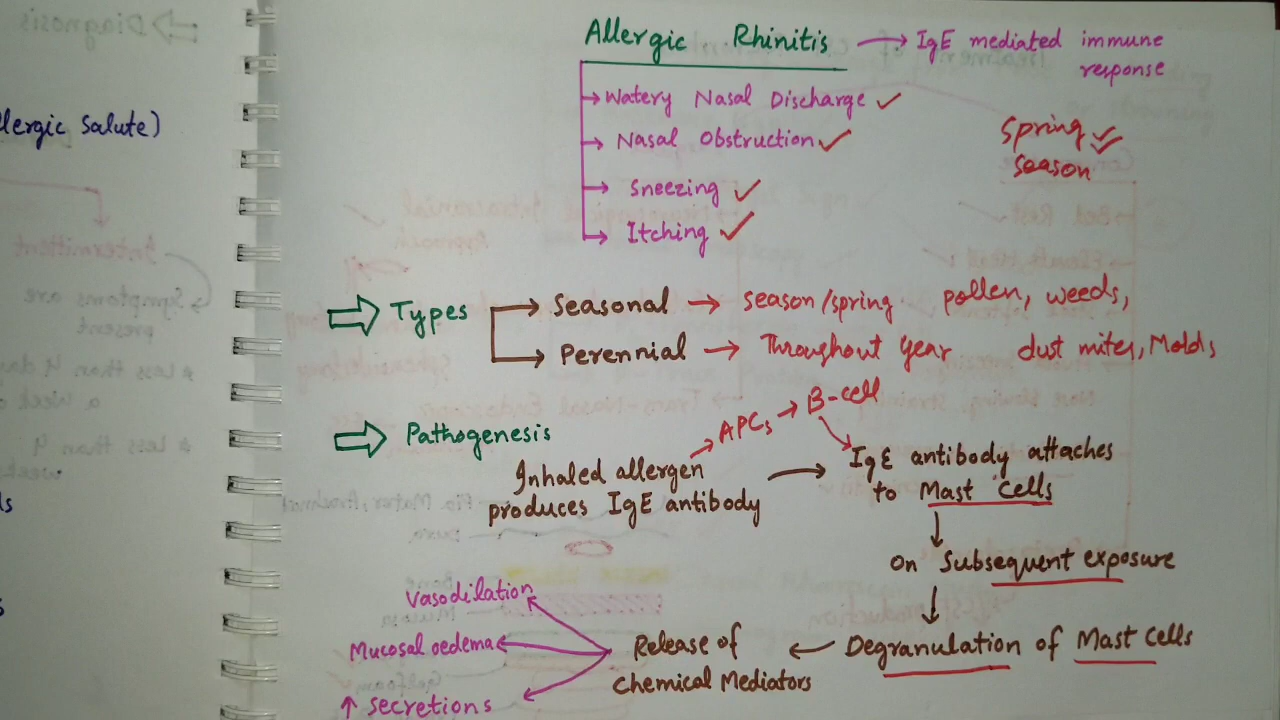 llergic Salute)
ds
Allergic Rhinitis → IgE mediated immune
response
→ Watery Nasal Discharge ✓
→ Nasal Obstruction ✓
→ Sneezing ✓
→ Itching ✓
Spring ✓
season
⇒ Types
→ Seasonal → season/spring pollen, weeds,
→ Perennial → Throughout Year dust mites, Molds
⇒ Pathogenesis
Inhaled allergen
produces IgE antibody
→ APCs → B-cell
→ IgE antibody attaches
to Mast Cells
↓
On Subsequent exposure
↓
Degranulation of Mast Cells
← Release of
Chemical Mediators
Vasodilation
Mucosal oedema
↑ secretions